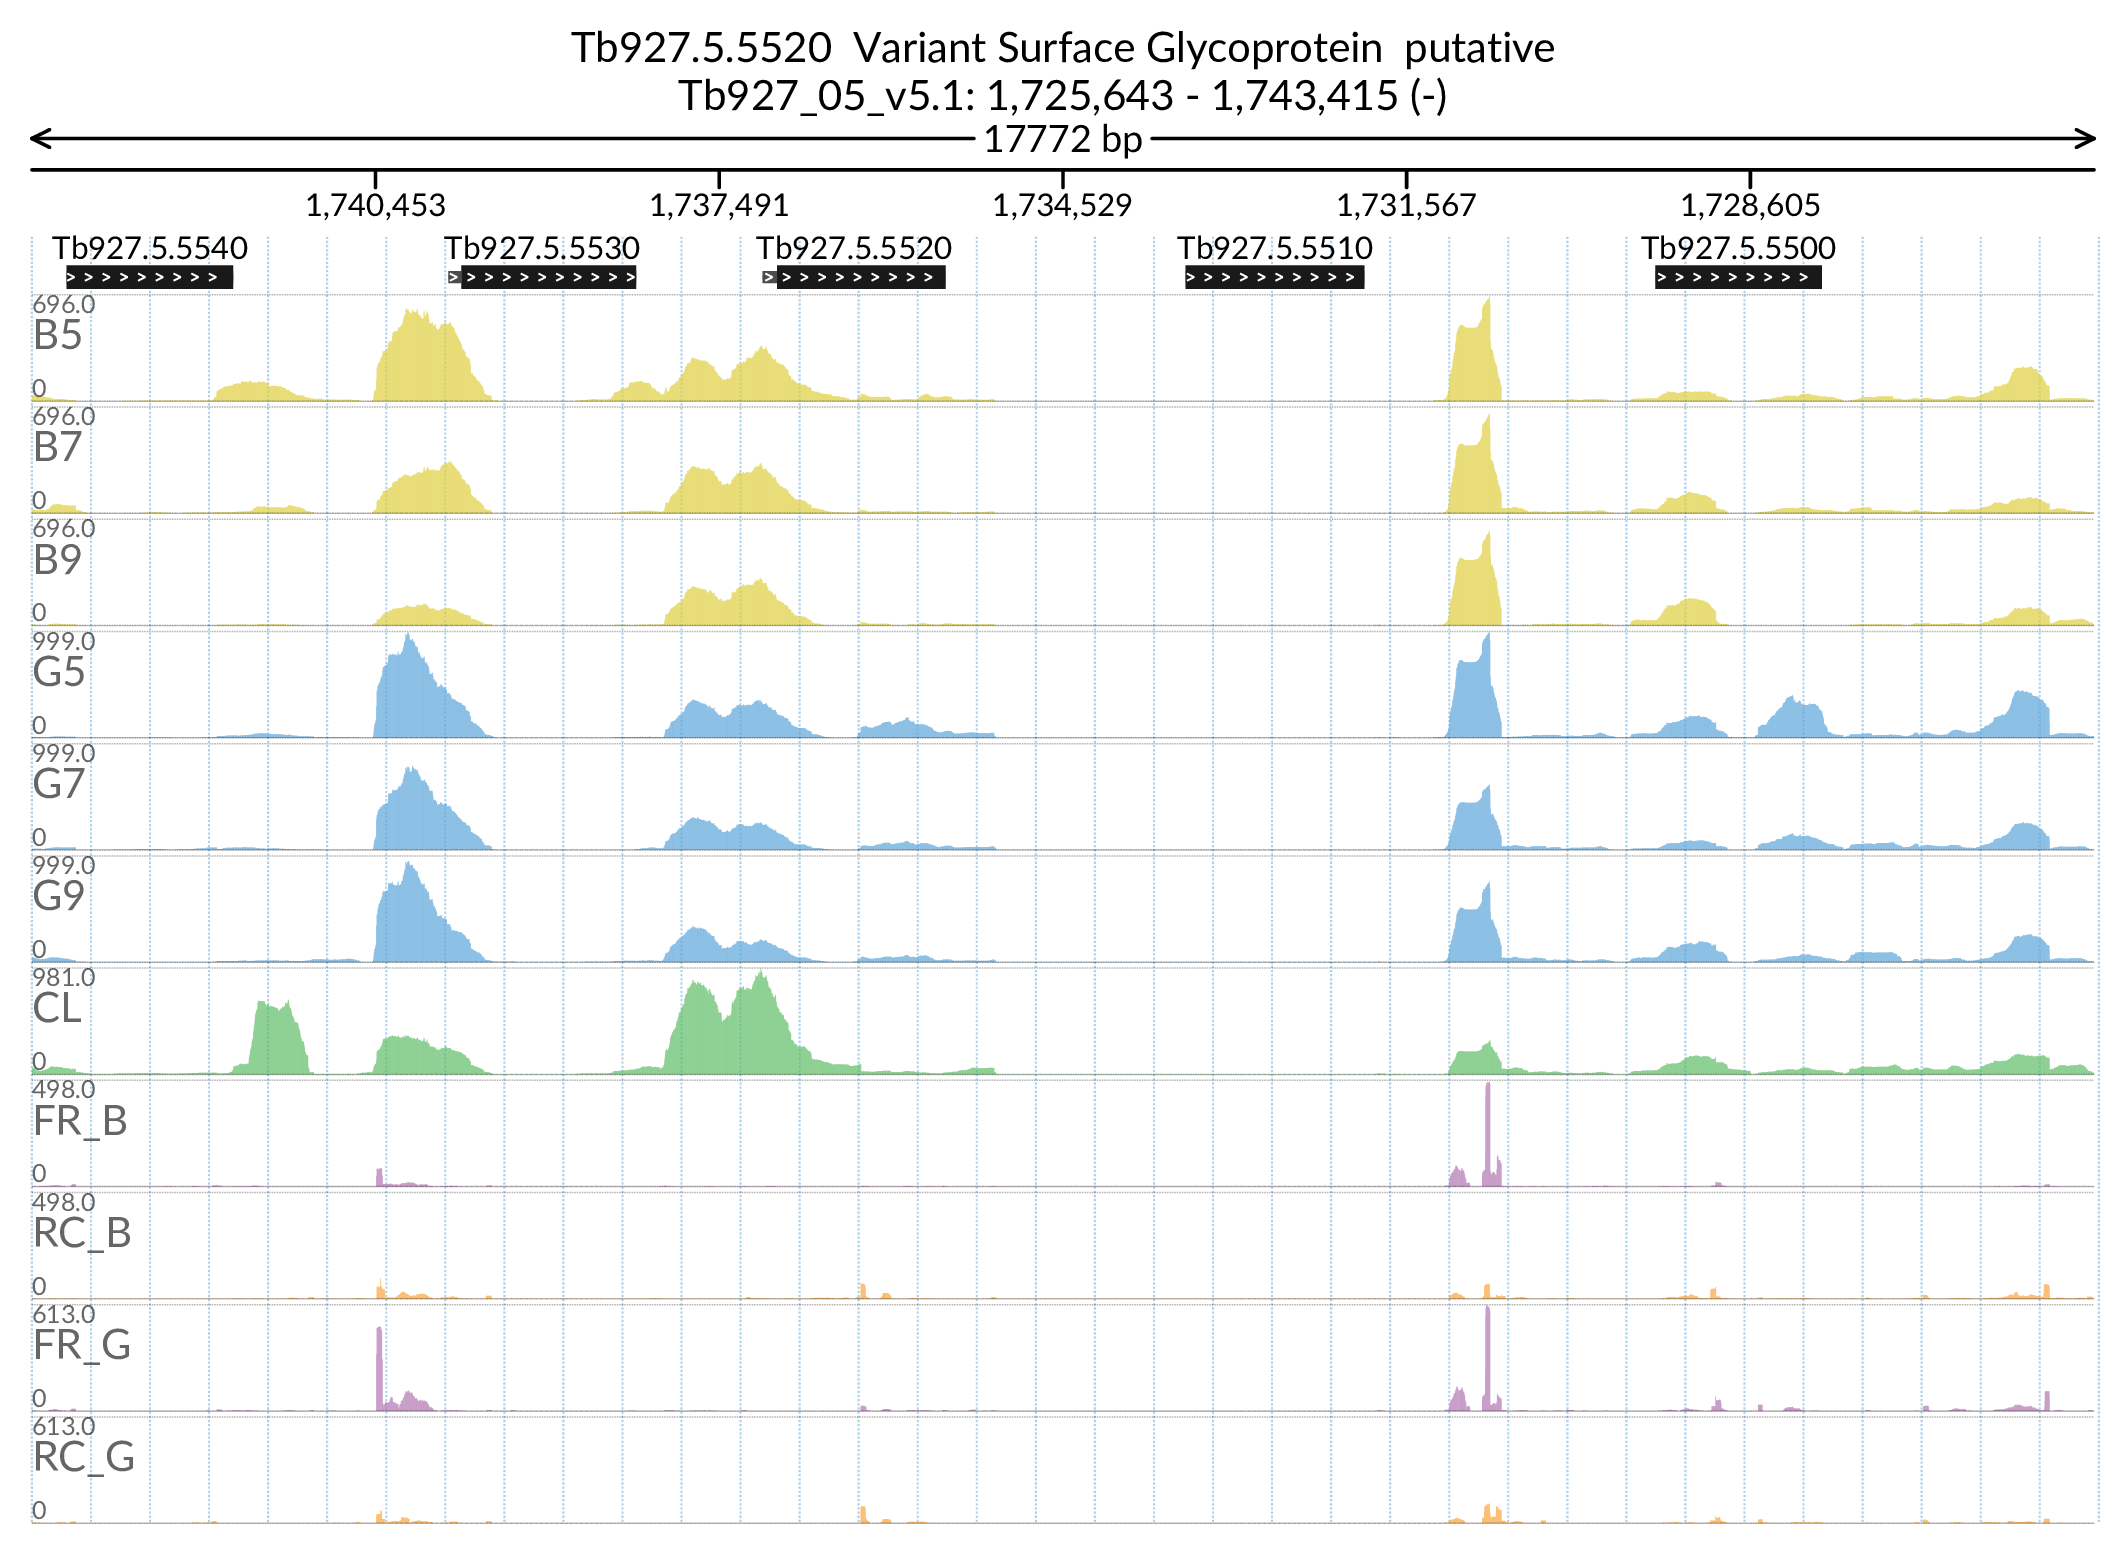 Tb927.5.5520  Variant Surface Glycoprotein  putative
Tb927_05_v5.1: 1,725,643 - 1,743,415 (-)
17772 bp
1,740,453 1,737,491 1,734,529 1,731,567 1,728,605
Tb927.5.5540 Tb927.5.5530 Tb927.5.5520 Tb927.5.5510 Tb927.5.5500
696.0
B5
0
696.0
B7
0
696.0
B9
0
999.0
G5
0
999.0
G7
0
999.0
G9
0
981.0
CL
0
498.0
FR_B
0
498.0
RC_B
0
613.0
FR_G
0
613.0
RC_G
0